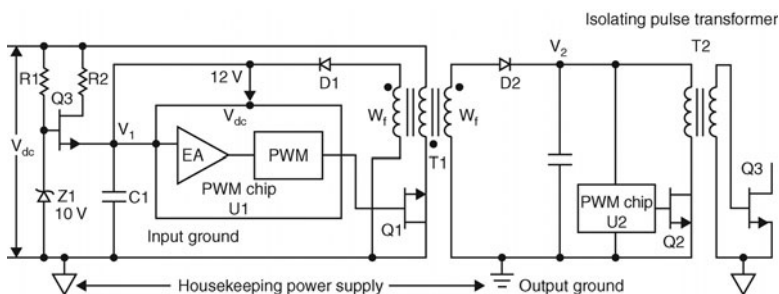 Isolating pulse transformer
R1
R2
12 V
D1
D2
V2
T2
Q3
V1
Vdc
Wf
Wf
Vdc
EA
PWM
T1
Q3
Z1
10 V
C1
PWM chip
U1
PWM chip
U2
Q1
Q2
Input ground
Housekeeping power supply
Output ground